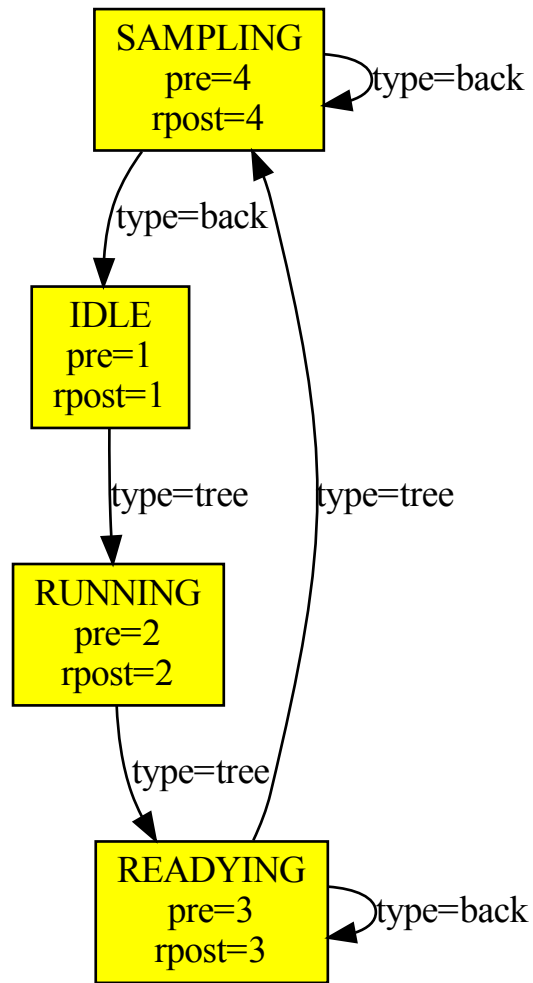 SAMPLING
pre=4
rpost=4
type=back
type=back
IDLE
pre=1
rpost=1
type=tree
type=tree
RUNNING
pre=2
rpost=2
type=tree
READYING
pre=3
rpost=3
type=back